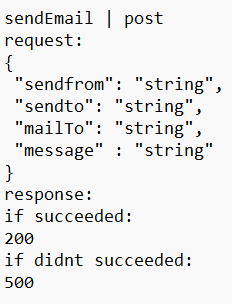 sendEmail | post
request:
{
"sendfrom": "string",
"sendto": "string",
"mailTo": "string",
"message" : "string"
}
response:
if succeeded:
200
if didnt succeeded:
500